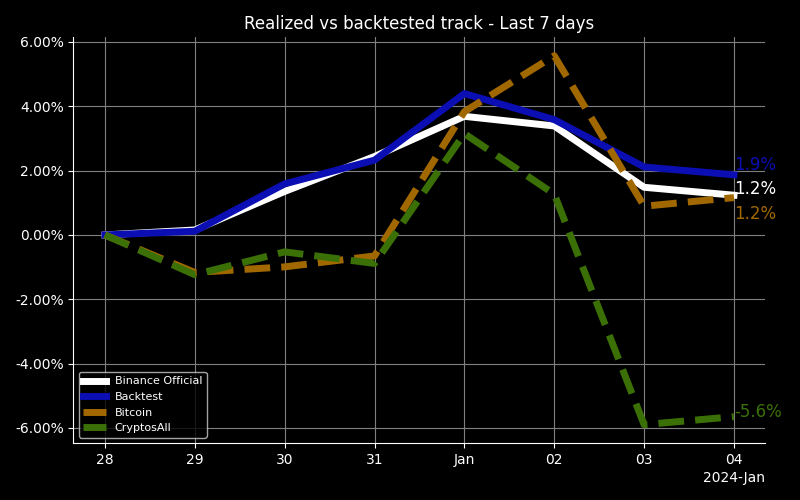 Realized vs backtested track - Last 7 days
6.00%
4.00%
2.00%
0.00%
-2.00%
-4.00%
-6.00%
1.9%
1.2%
1.2%
-5.6%
Binance Official
Backtest
Bitcoin
CryptosAll
28 29 30 31 Jan 02 03 04
2024-Jan